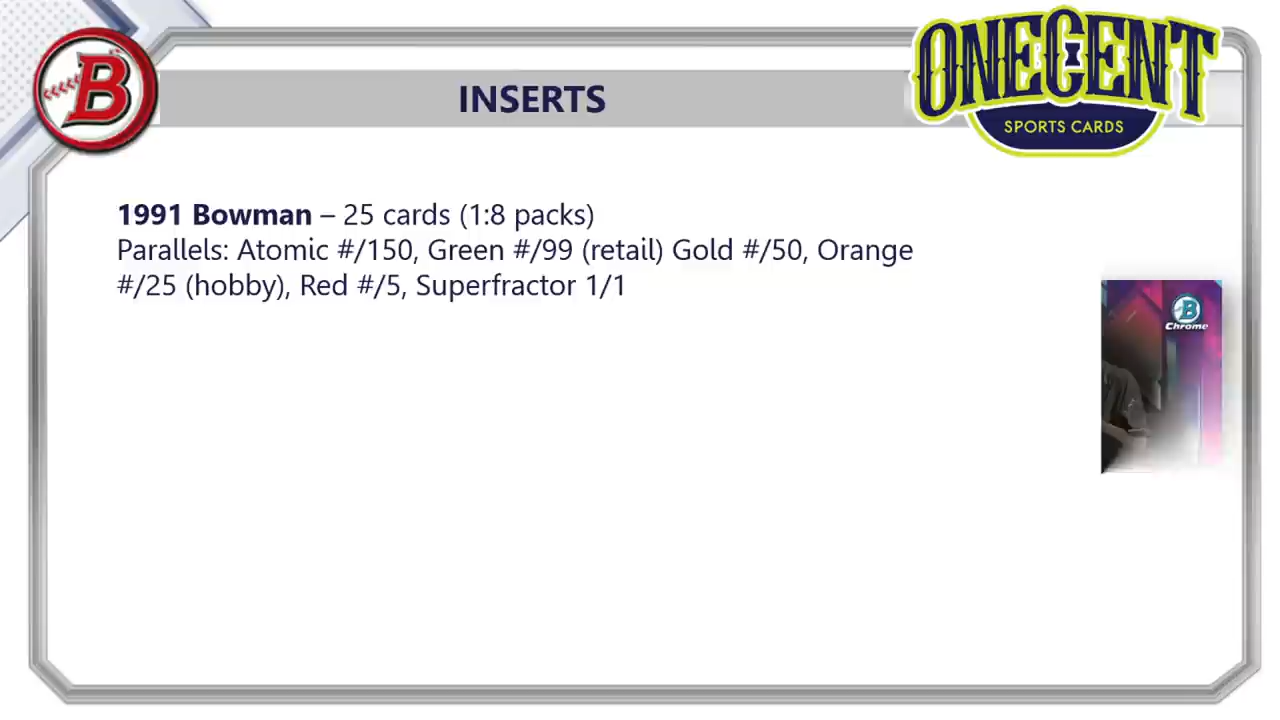 B
INSERTS
ONECENT
SPORTS CARDS
1991 Bowman – 25 cards (1:8 packs)
Parallels: Atomic #/150, Green #/99 (retail) Gold #/50, Orange
#/25 (hobby), Red #/5, Superfractor 1/1
B
Chrome